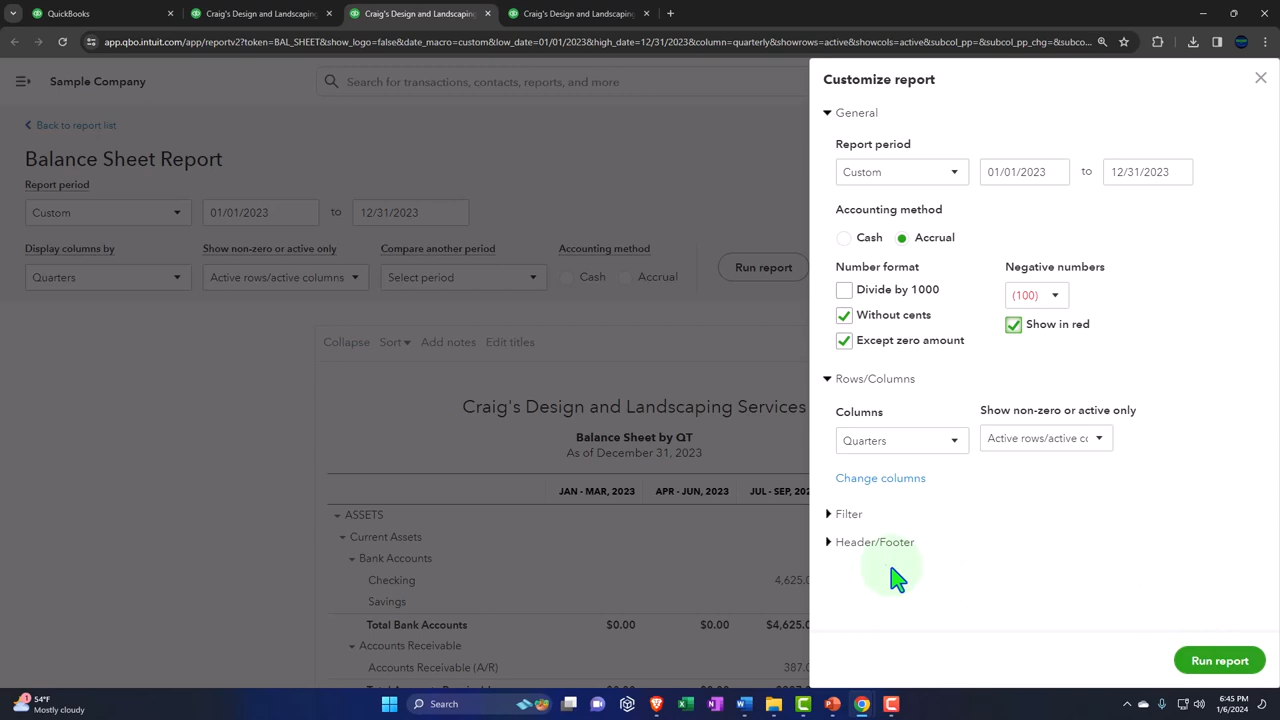 QuickBooks
Craig's Design and Landscaping
Craig's Design and Landscaping
Craig's Design and Landscaping
app.qbo.intuit.com/app/reportv2?token=BAL_SHEET&show_logo=false&date_macro=custom&low_date=01/01/2023&high_date=12/31/2023&column=quarterly&showrows=active&subcol_pp=&subcol_pp_chg=&subco...
Sample Company
Search for transactions, contacts, reports, and more
Back to report list
Balance Sheet Report
Report period
Custom
01/01/2023
to
12/31/2023
Display columns by
Show non-zero or active only
Compare another period
Accounting method
Quarters
Active rows/active columns
Select period
Cash
Accrual
Run report
Collapse
Sort
Add notes
Edit titles
Craig's Design and Landscaping Services
Balance Sheet by QT
As of December 31, 2023
JAN - MAR, 2023
APR - JUN, 2023
JUL - SEP, 202
ASSETS
Current Assets
Bank Accounts
Checking
4,625.0
Savings
Total Bank Accounts
$0.00
$0.00
$4,625.0
Accounts Receivable
Accounts Receivable (A/R)
387.0
Customize report
General
Report period
Custom
01/01/2023
to
12/31/2023
Accounting method
Cash
Accrual
Number format
Negative numbers
Divide by 1000
(100)
Without cents
Show in red
Except zero amount
Rows/Columns
Columns
Show non-zero or active only
Quarters
Active rows/active cc
Change columns
Filter
Header/Footer
Run report
54°F
Mostly cloudy
Search
6:45 PM
1/6/2024